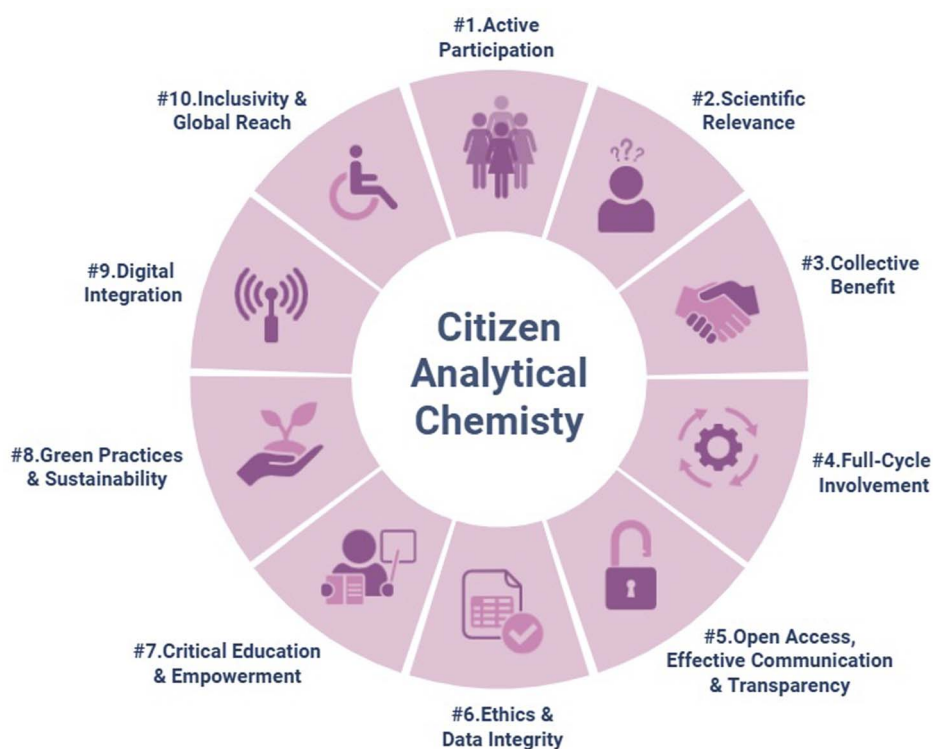 #1.Active
Participation
#2.Scientific
Relevance
#3.Collective
Benefit
#4.Full-Cycle
Involvement
#5.Open Access,
Effective Communication
& Transparency
#6.Ethics &
Data Integrity
#7.Critical Education
& Empowerment
#8.Green Practices
& Sustainability
#9.Digital
Integration
#10.Inclusivity &
Global Reach
Citizen
Analytical
Chemisty
???